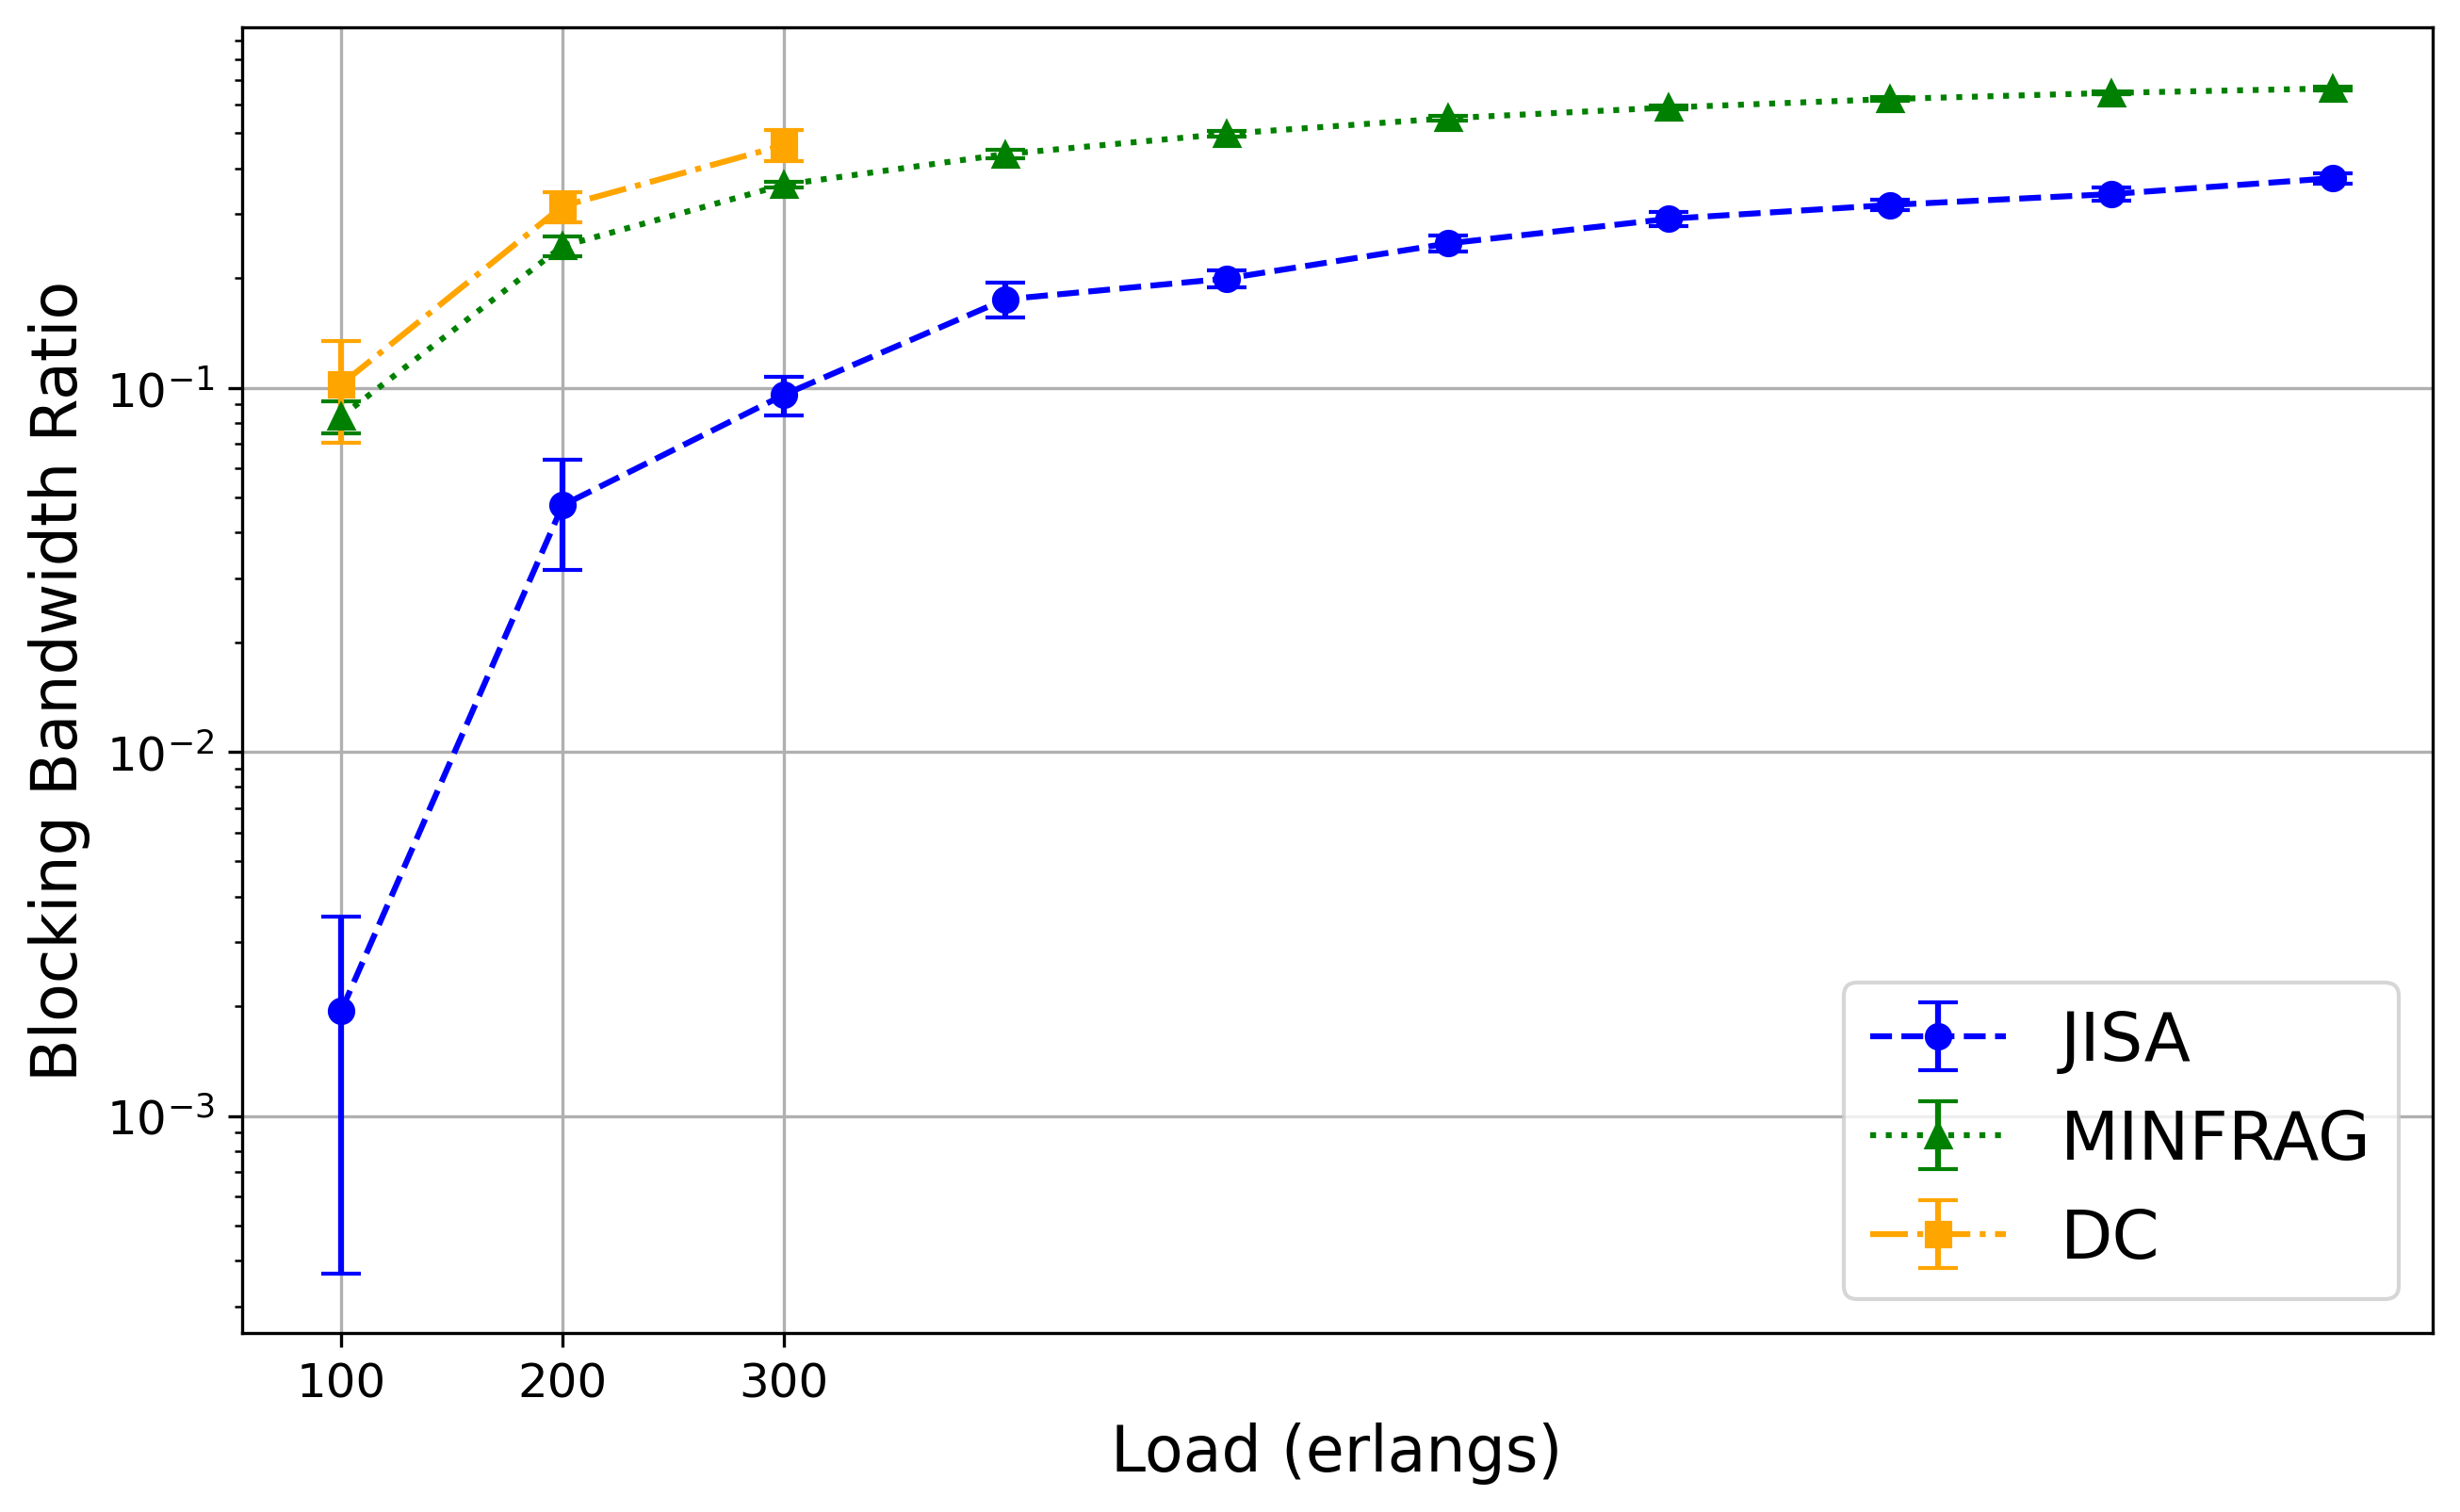 Blocking Bandwidth Ratio
10⁻¹
10⁻²
10⁻³
100 200 300
Load (erlangs)
JISA
MINFRAG
DC